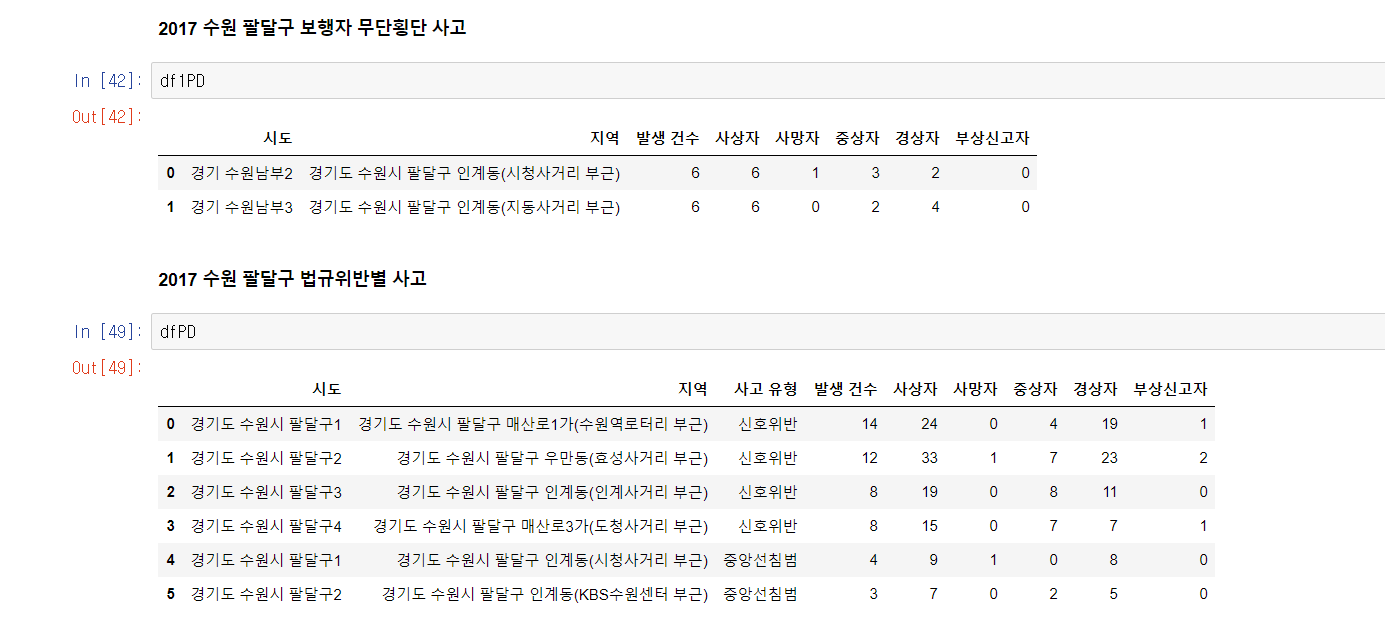 2017 수원 팔달구 보행자 무단횡단 사고
In [42]: df1PD
Out[42]:
시도 지역 발생 건수 사상자 사망자 중상자 경상자 부상신고자
0 경기 수원남부2 경기도 수원시 팔달구 인계동(시청사거리 부근) 6 6 1 3 2 0
1 경기 수원남부3 경기도 수원시 팔달구 인계동(지동사거리 부근) 6 6 0 2 4 0
2017 수원 팔달구 법규위반별 사고
In [49]: dfPD
Out[49]:
시도 지역 사고 유형 발생 건수 사상자 사망자 중상자 경상자 부상신고자
0 경기도 수원시 팔달구1 경기도 수원시 팔달구 매산로1가(수원역로터리 부근) 신호위반 14 24 0 4 19 1
1 경기도 수원시 팔달구2 경기도 수원시 팔달구 우만동(효성사거리 부근) 신호위반 12 33 1 7 23 2
2 경기도 수원시 팔달구3 경기도 수원시 팔달구 인계동(인계사거리 부근) 신호위반 8 19 0 8 11 0
3 경기도 수원시 팔달구4 경기도 수원시 팔달구 매산로3가(도청사거리 부근) 신호위반 8 15 0 7 7 1
4 경기도 수원시 팔달구1 경기도 수원시 팔달구 인계동(시청사거리 부근) 중앙선침범 4 9 1 0 8 0
5 경기도 수원시 팔달구2 경기도 수원시 팔달구 인계동(KBS수원센터 부근) 중앙선침범 3 7 0 2 5 0